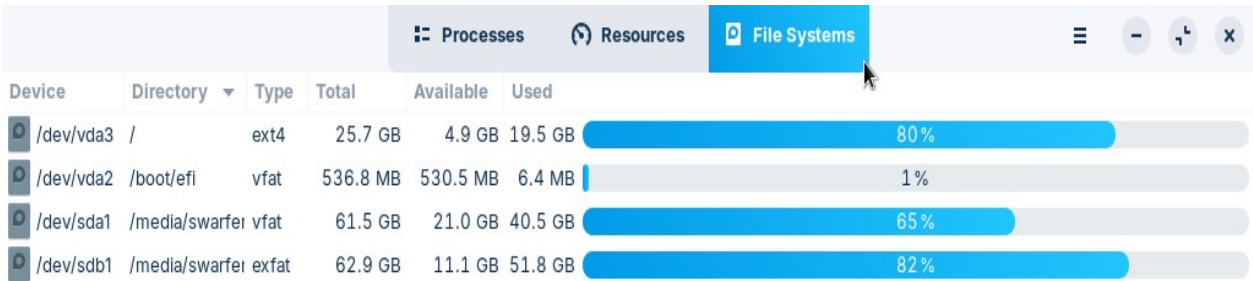 Processes Resources File Systems
Device Directory Type Total Available Used
/dev/vda3 / ext4 25.7 GB 4.9 GB 19.5 GB 80%
/dev/vda2 /boot/efi vfat 536.8 MB 530.5 MB 6.4 MB 1%
/dev/sda1 /media/swarfer vfat 61.5 GB 21.0 GB 40.5 GB 65%
/dev/sdb1 /media/swarfer exfat 62.9 GB 11.1 GB 51.8 GB 82%